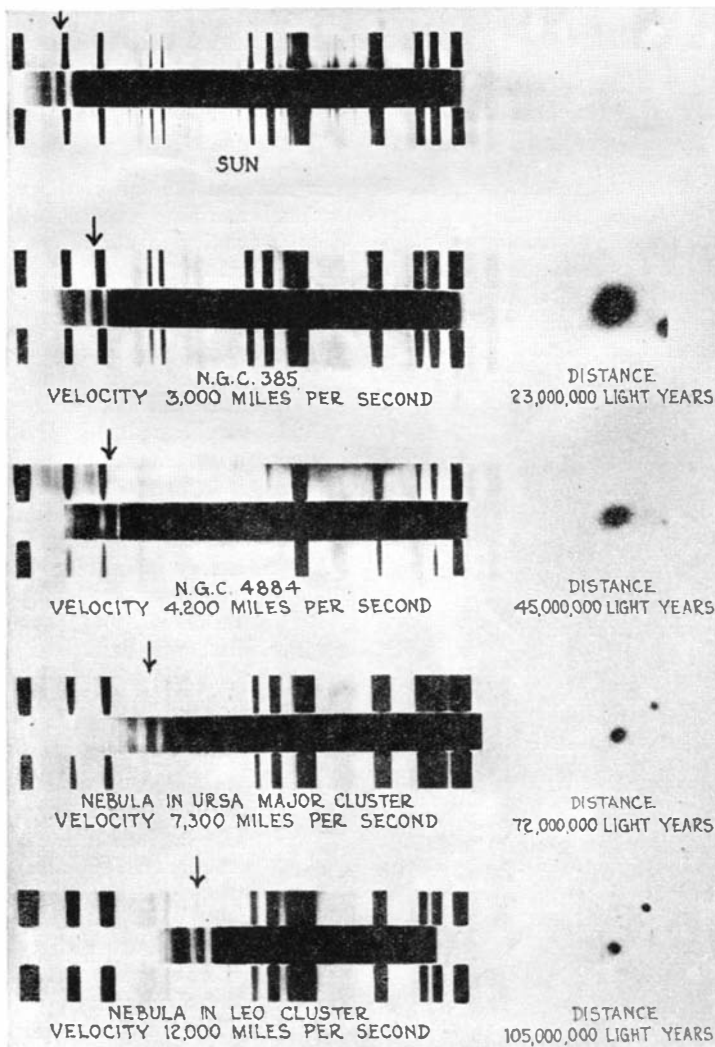 SUN
N.G.C. 385
VELOCITY 3,000 MILES PER SECOND
DISTANCE
23,000,000 LIGHT YEARS
N.G.C. 4884
VELOCITY 4,200 MILES PER SECOND
DISTANCE
45,000,000 LIGHT YEARS
NEBULA IN URSA MAJOR CLUSTER
VELOCITY 7,300 MILES PER SECOND
DISTANCE
72,000,000 LIGHT YEARS
NEBULA IN LEO CLUSTER
VELOCITY 12,000 MILES PER SECOND
DISTANCE
105,000,000 LIGHT YEARS